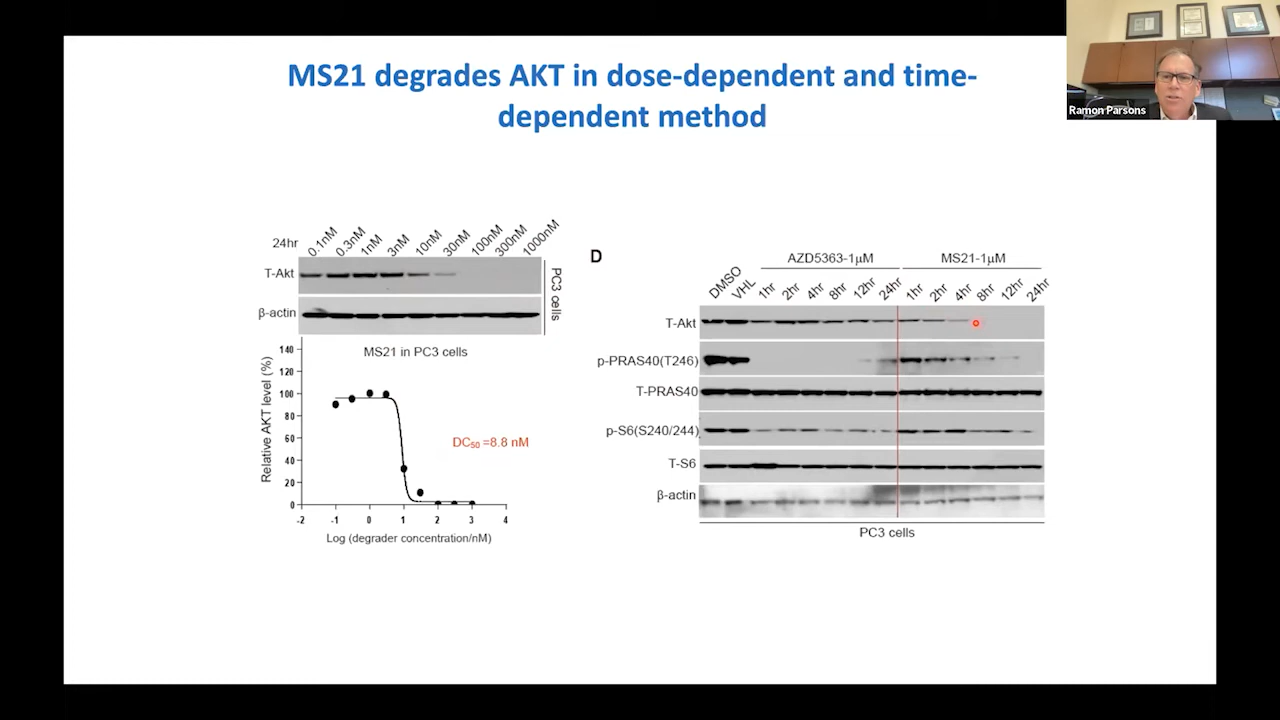 MS21 degrades AKT in dose-dependent and time-
dependent method
Ramon Parsons
24hr 0.1nM 0.3nM 1nM 3nM 10nM 30nM 100nM 300nM 1000nM
T-Akt
β-actin
PC3 cells
MS21 in PC3 cells
Relative AKT level (%)
140
120
100
80
60
40
20
0
DC50 =8.8 nM
-2 -1 0 1 2 3 4
Log (degrader concentration/nM)
D
AZD5363-1μM MS21-1μM
DMSO VHL 1hr 2hr 4hr 8hr 12hr 24hr 1hr 2hr 4hr 8hr 12hr 24hr
T-Akt
p-PRAS40(T246)
T-PRAS40
p-S6(S240/244)
T-S6
β-actin
PC3 cells